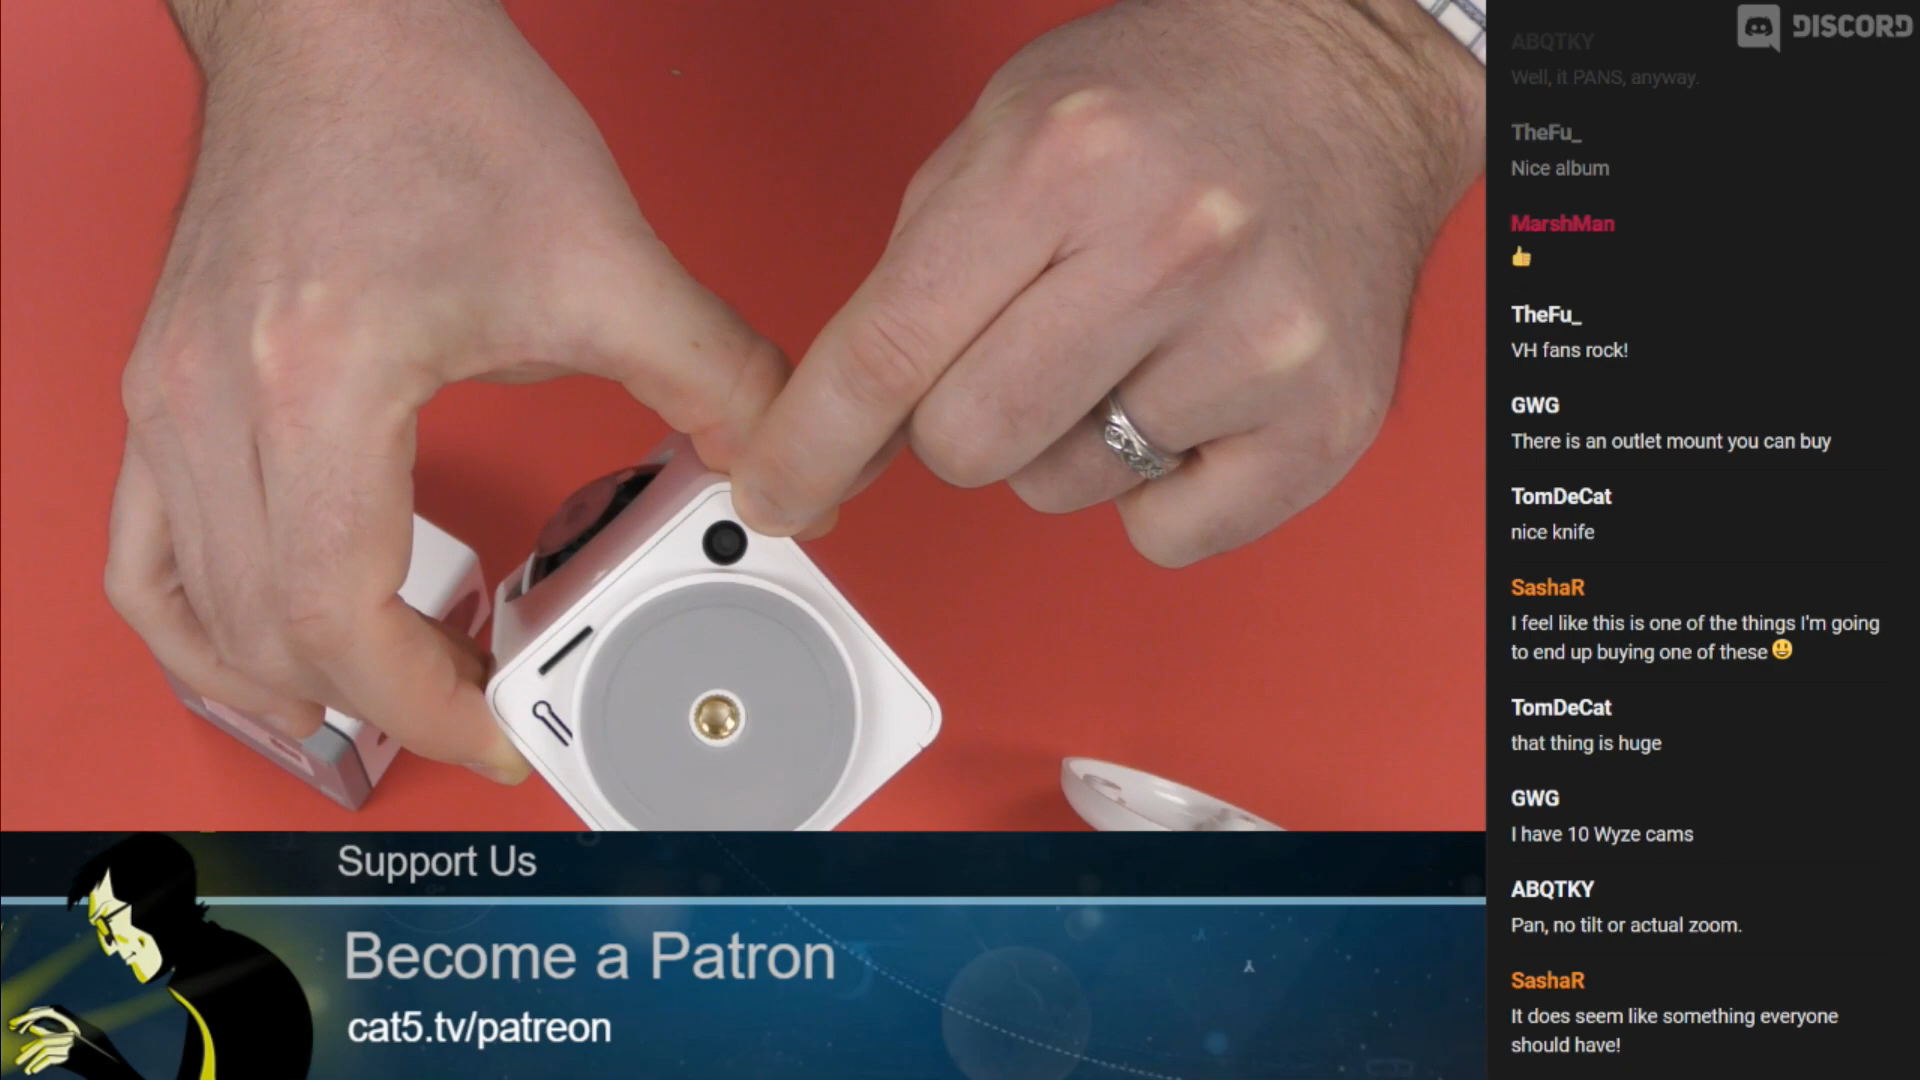 Support Us
Become a Patron
cat5.tv/patreon
DISCORD
ABQTKY
Well, it PANS, anyway.
TheFu_
Nice album
MarshMan
👍
TheFu_
VH fans rock!
GWG
There is an outlet mount you can buy
TomDeCat
nice knife
SashaR
I feel like this is one of the things I'm going
to end up buying one of these 😃
TomDeCat
that thing is huge
GWG
I have 10 Wyze cams
ABQTKY
Pan, no tilt or actual zoom.
SashaR
It does seem like something everyone
should have!